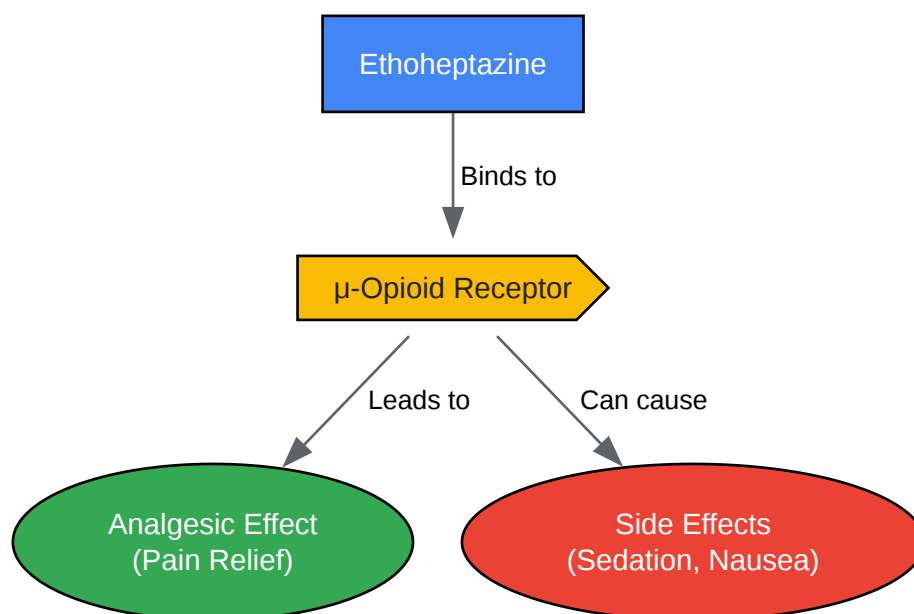 Ethoheptazine
Binds to
μ-Opioid Receptor
Leads to
Can cause
Analgesic Effect
(Pain Relief)
Side Effects
(Sedation, Nausea)